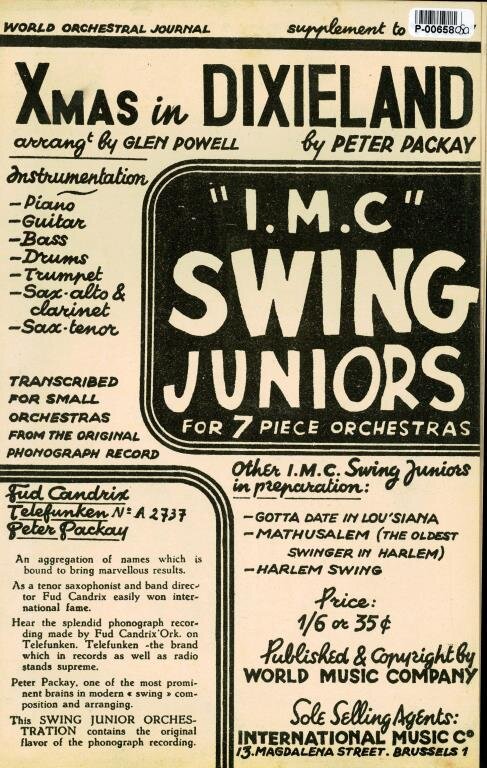 WORLD ORCHESTRAL JOURNAL
supplement to
P-00658
XMAS in DIXIELAND
arrangt by GLEN POWELL
by PETER PACKAY
Instrumentation
- Piano
- Guitar
- Bass
- Drums
- Trumpet
- Sax-alto &
clarinet
- Sax-tenor
TRANSCRIBED
FOR SMALL
ORCHESTRAS
FROM THE ORIGINAL
PHONOGRAPH RECORD
"I.M.C"
SWING
JUNIORS
FOR 7 PIECE ORCHESTRAS
Fud Candrix
Telefunken No A 2737
Peter Packay
An aggregation of names which is
bound to bring marvellous results.
As a tenor saxophonist and band direc-
tor Fud Candrix easily won inter-
national fame.
Hear the splendid phonograph recor-
ding made by Fud Candrix'Ork. on
Telefunken. Telefunken -the brand
which in records as well as radio
stands supreme.
Peter Packay, one of the most promi-
nent brains in modern « swing » com-
position and arranging.
This SWING JUNIOR ORCHES-
TRATION contains the original
flavor of the phonograph recording.
Other I.M.C. Swing Juniors
in preparation:
- GOTTA DATE IN LOU'SIANA
- MATHUSALEM (THE OLDEST
SWINGER IN HARLEM)
- HARLEM SWING
Price:
1/6 or 35¢
Published & Copyright by
WORLD MUSIC COMPANY
Sole Selling Agents:
INTERNATIONAL MUSIC Co
13. MAGDALENA STREET. BRUSSELS 1